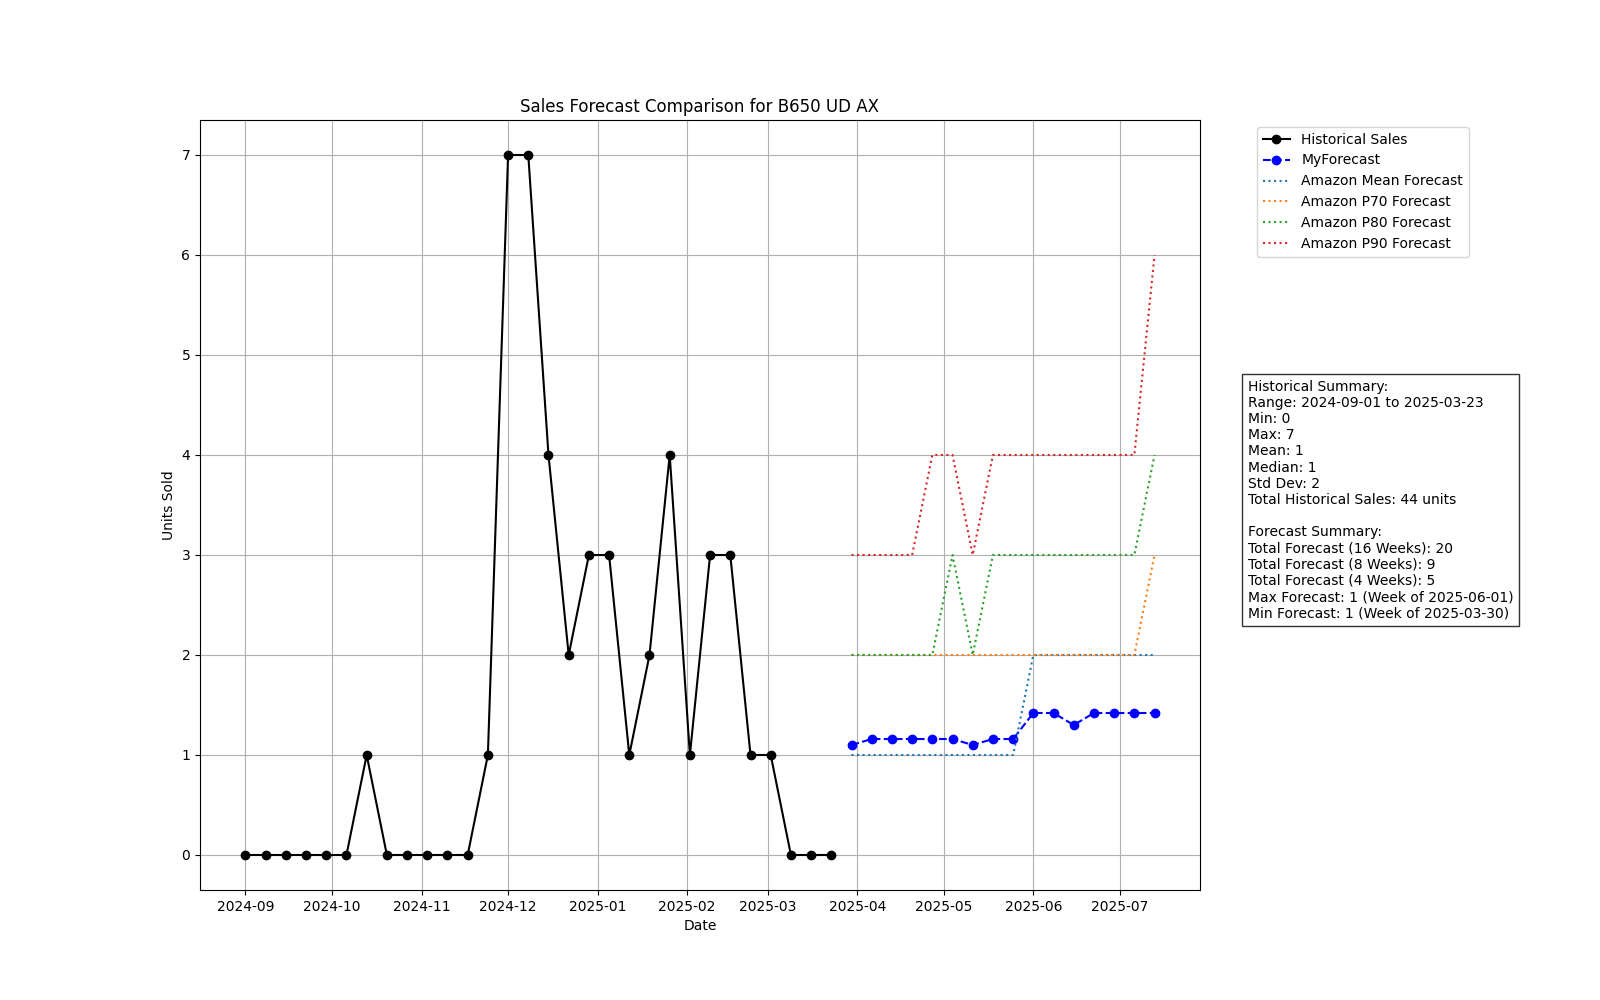 Sales Forecast Comparison for B650 UD AX
Units Sold
7
6
5
4
3
2
1
0
2024-09 2024-10 2024-11 2024-12 2025-01 2025-02 2025-03 2025-04 2025-05 2025-06 2025-07
Date
Historical Sales
MyForecast
Amazon Mean Forecast
Amazon P70 Forecast
Amazon P80 Forecast
Amazon P90 Forecast
Historical Summary:
Range: 2024-09-01 to 2025-03-23
Min: 0
Max: 7
Mean: 1
Median: 1
Std Dev: 2
Total Historical Sales: 44 units
Forecast Summary:
Total Forecast (16 Weeks): 20
Total Forecast (8 Weeks): 9
Total Forecast (4 Weeks): 5
Max Forecast: 1 (Week of 2025-06-01)
Min Forecast: 1 (Week of 2025-03-30)